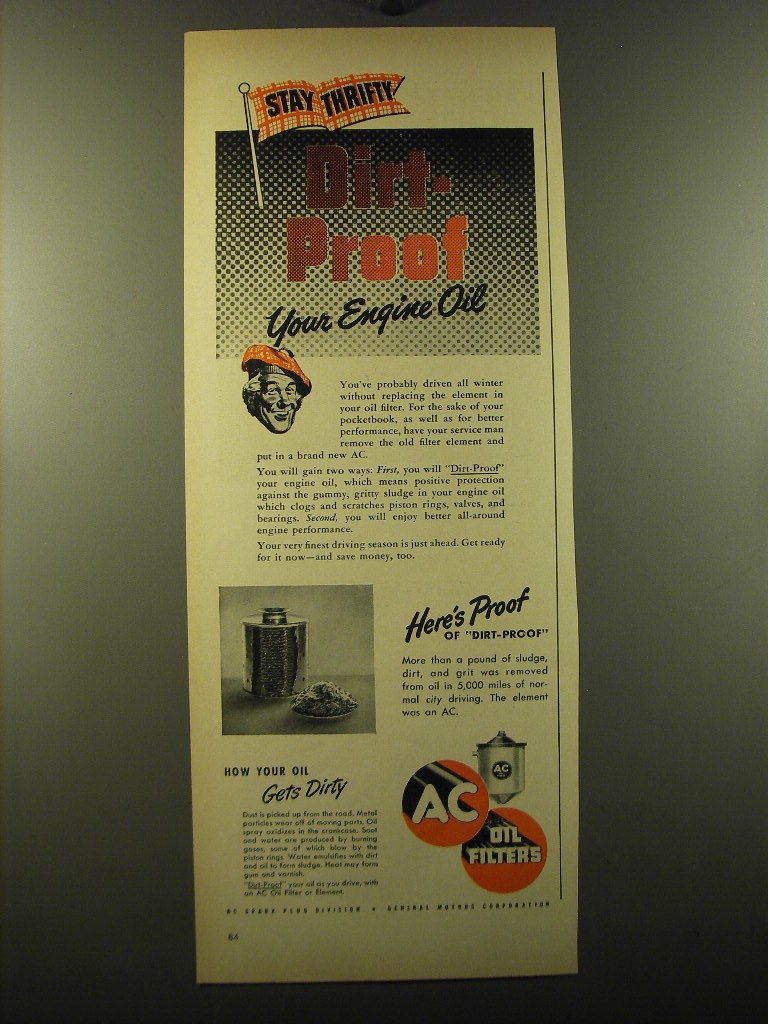 STAY THRIFTY
Dirt-
Proof
Your Engine Oil
You've probably driven all winter
without replacing the element in
your oil filter. For the sake of your
pocketbook, as well as for better
performance, have your service man
remove the old filter element and
put in a brand new AC.
You will gain two ways: First, you will "Dirt-Proof"
your engine oil, which means positive protection
against the gummy, gritty sludge in your engine oil
which clogs and scratches piston rings, valves, and
bearings. Second, you will enjoy better all-around
engine performance.
Your very finest driving season is just ahead. Get ready
for it now—and save money, too.
Here's Proof
OF "DIRT-PROOF"
More than a pound of sludge,
dirt, and grit was removed
from oil in 5,000 miles of nor-
mal city driving. The element
was an AC.
HOW YOUR OIL
Gets Dirty
Dust is picked up from the road. Metal
particles wear off of moving parts. Oil
spray oxidizes in the crankcase. Soot
and water are produced by burning
gases, some of which blow by the
piston rings. Water emulsifies with dirt
and oil to form sludge. Heat may form
gum and varnish.
"Dirt-Proof" your oil as you drive, with
an AC Oil Filter or Element.
AC
AC
OIL
FILTERS
AC SPARK PLUG DIVISION • GENERAL MOTORS CORPORATION
84